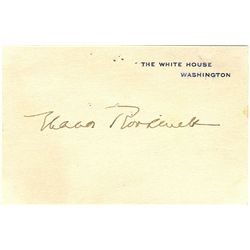 THE WHITE HOUSE
WASHINGTON
Eleanor Roosevelt